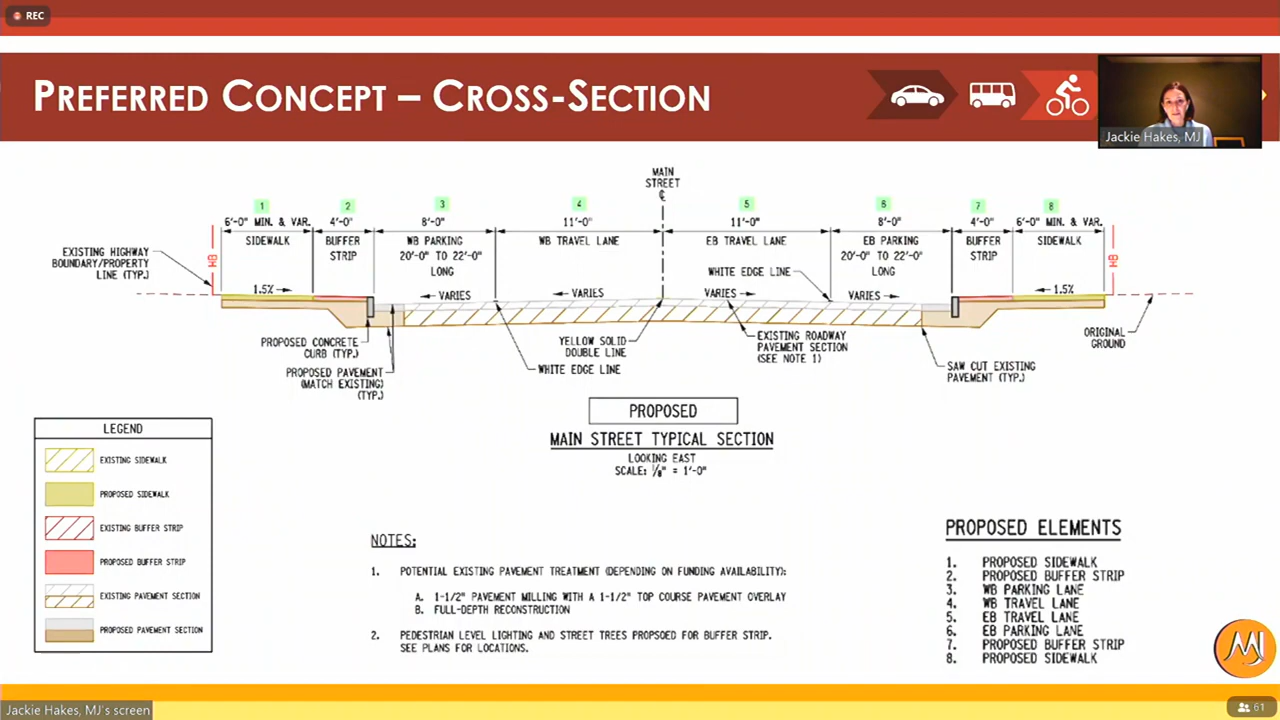 REC
PREFERRED CONCEPT – CROSS-SECTION
Jackie Hakes, MJ
MAIN
STREET
℄
1 2 3 4 5 6 7 8
6'-0" MIN. & VAR. 4'-0" 8'-0" 11'-0" 11'-0" 8'-0" 4'-0" 6'-0" MIN. & VAR.
SIDEWALK
BUFFER
STRIP
WB PARKING
20'-0" TO 22'-0"
LONG
WB TRAVEL LANE
EB TRAVEL LANE
EB PARKING
20'-0" TO 22'-0"
LONG
BUFFER
STRIP
SIDEWALK
EXISTING HIGHWAY
BOUNDARY/PROPERTY
LINE (TYP.)
HB
HB
WHITE EDGE LINE
1.5%
VARIES
VARIES
VARIES
VARIES
1.5%
PROPOSED CONCRETE
CURB (TYP.)
PROPOSED PAVEMENT
(MATCH EXISTING)
(TYP.)
YELLOW SOLID
DOUBLE LINE
WHITE EDGE LINE
EXISTING ROADWAY
PAVEMENT SECTION
(SEE NOTE 1)
SAW CUT EXISTING
PAVEMENT (TYP.)
ORIGINAL
GROUND
PROPOSED
MAIN STREET TYPICAL SECTION
LOOKING EAST
SCALE: ⅛" = 1'-0"
LEGEND
EXISTING SIDEWALK
PROPOSED SIDEWALK
EXISTING BUFFER STRIP
PROPOSED BUFFER STRIP
EXISTING PAVEMENT SECTION
PROPOSED PAVEMENT SECTION
NOTES:
1. POTENTIAL EXISTING PAVEMENT TREATMENT (DEPENDING ON FUNDING AVAILABILITY):
A. 1-1/2" PAVEMENT MILLING WITH A 1-1/2" TOP COURSE PAVEMENT OVERLAY
B. FULL-DEPTH RECONSTRUCTION
2. PEDESTRIAN LEVEL LIGHTING AND STREET TREES PROPSOED FOR BUFFER STRIP.
SEE PLANS FOR LOCATIONS.
PROPOSED ELEMENTS
1. PROPOSED SIDEWALK
2. PROPOSED BUFFER STRIP
3. WB PARKING LANE
4. WB TRAVEL LANE
5. EB TRAVEL LANE
6. EB PARKING LANE
7. PROPOSED BUFFER STRIP
8. PROPOSED SIDEWALK
MJ
Jackie Hakes, MJ's screen
61